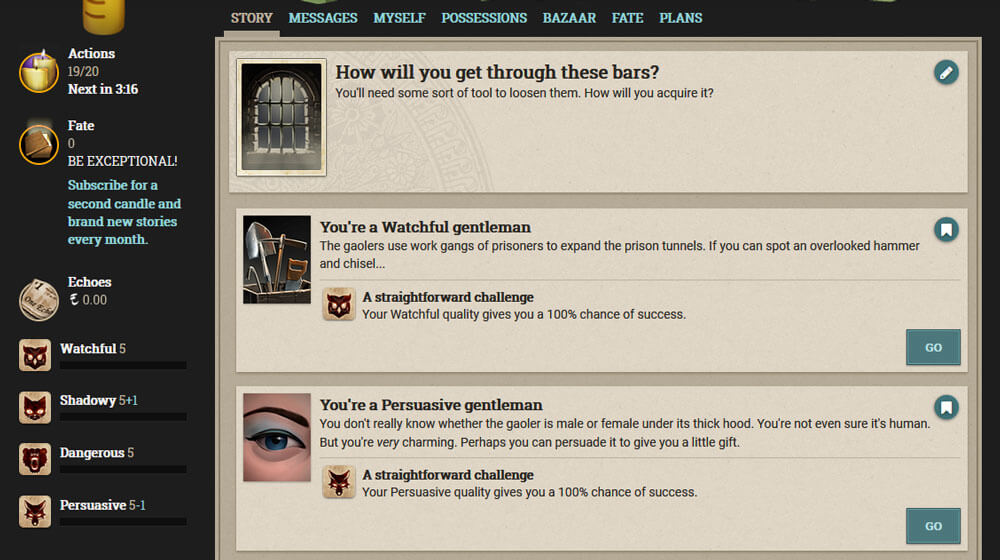 STORY MESSAGES MYSELF POSSESSIONS BAZAAR FATE PLANS
Actions
19/20
Next in 3:16
Fate
0
BE EXCEPTIONAL!
Subscribe for a
second candle and
brand new stories
every month.
Echoes
0.00
One Echo
Watchful 5
Shadowy 5+1
Dangerous 5
Persuasive 5-1
How will you get through these bars?
You'll need some sort of tool to loosen them. How will you acquire it?
You're a Watchful gentleman
The gaolers use work gangs of prisoners to expand the prison tunnels. If you can spot an overlooked hammer
and chisel...
A straightforward challenge
Your Watchful quality gives you a 100% chance of success.
GO
You're a Persuasive gentleman
You don't really know whether the gaoler is male or female under its thick hood. You're not even sure it's human.
But you're very charming. Perhaps you can persuade it to give you a little gift.
A straightforward challenge
Your Persuasive quality gives you a 100% chance of success.
GO